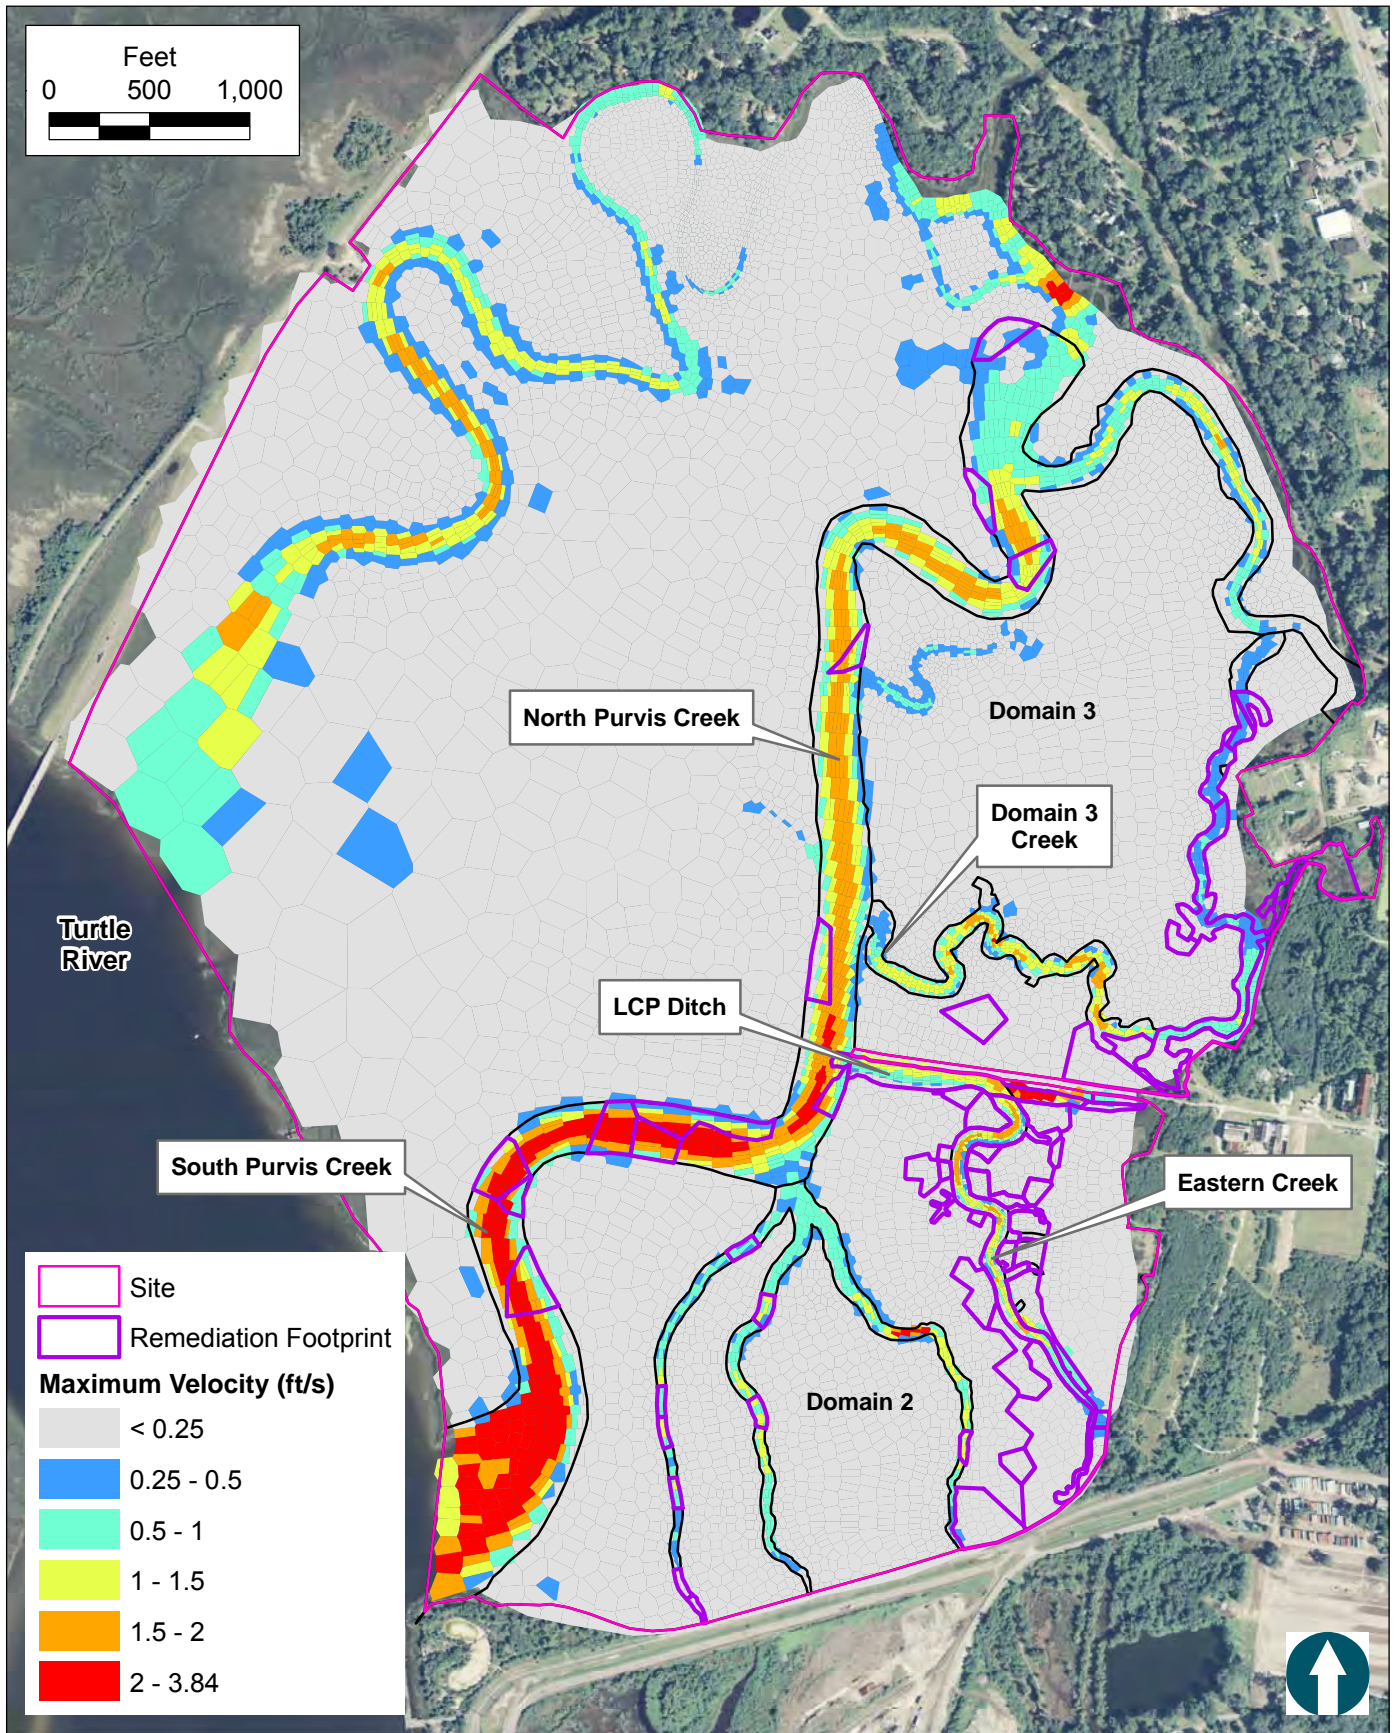 Feet
0 500 1,000
North Purvis Creek
Domain 3
Domain 3
Creek
Turtle
River
LCP Ditch
South Purvis Creek
Eastern Creek
Domain 2
Site
Remediation Footprint
Maximum Velocity (ft/s)
< 0.25
0.25 - 0.5
0.5 - 1
1 - 1.5
1.5 - 2
2 - 3.84